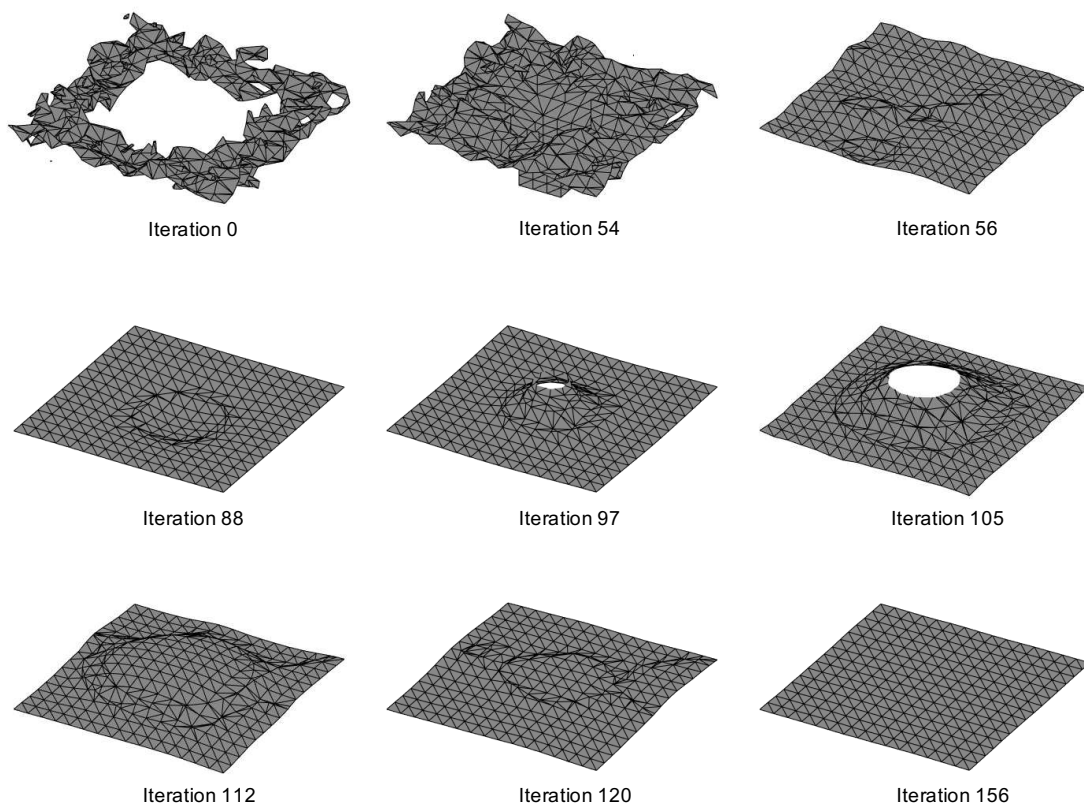 Iteration 0
Iteration 54
Iteration 56
Iteration 88
Iteration 97
Iteration 105
Iteration 112
Iteration 120
Iteration 156